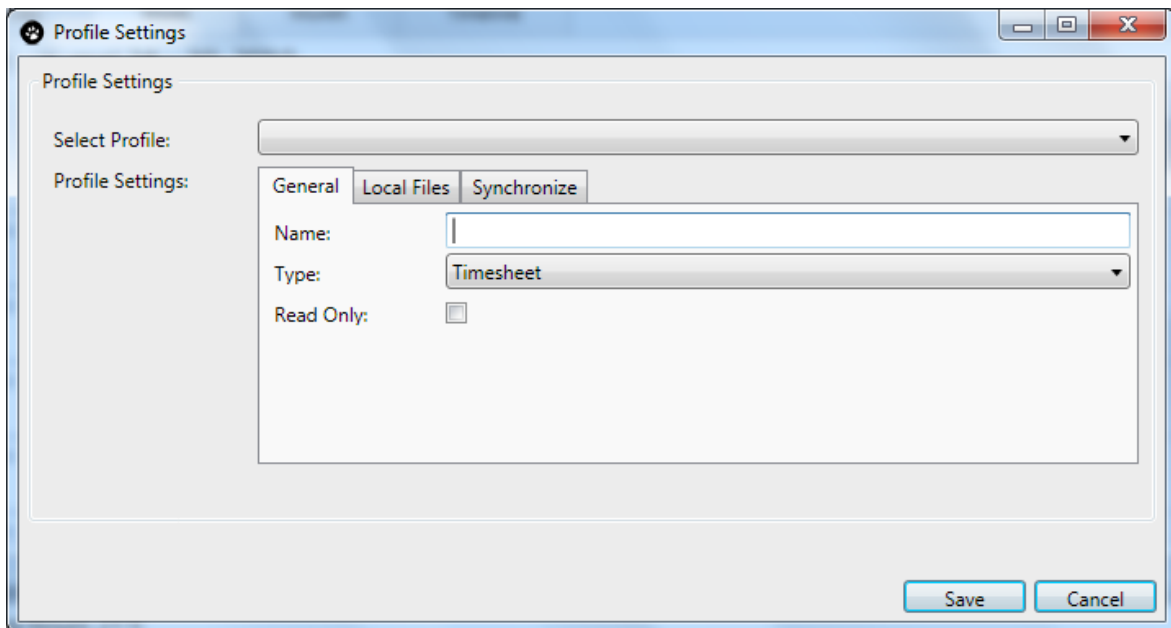 Profile Settings
Profile Settings
Select Profile:
Profile Settings:
General Local Files Synchronize
Name:
Type: Timesheet
Read Only:
Save Cancel